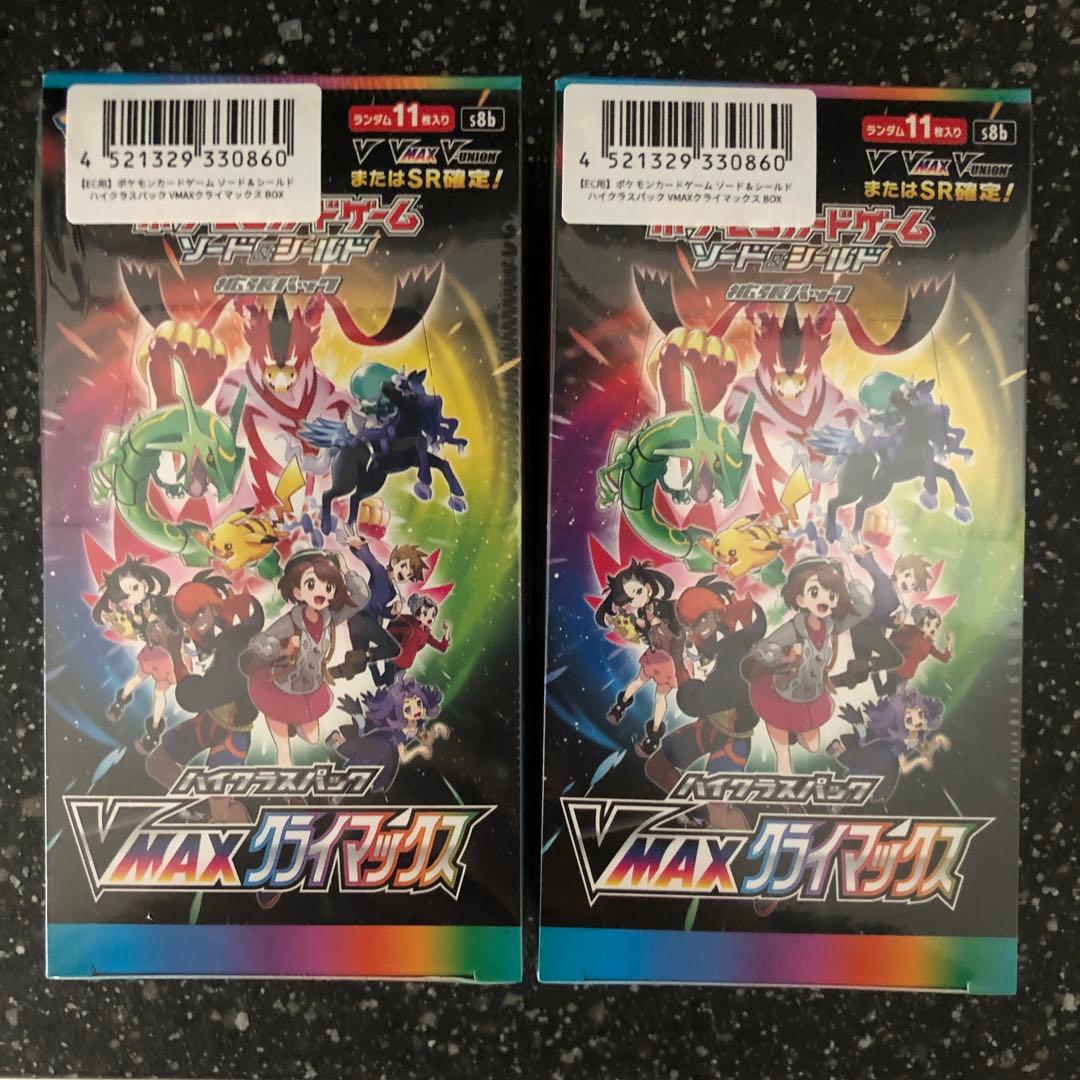 ランダム11枚入り s8b
V VMAX V-UNION
またはSR確定!
4 521329 330860
【EC用】ポケモンカードゲーム ソード&シールド
ハイクラスパック VMAXクライマックス BOX
ポケモンカードゲーム
ソード&シールド
拡張パック
ハイクラスパック
VMAXクライマックス
ランダム11枚入り s8b
V VMAX V-UNION
またはSR確定!
4 521329 330860
【EC用】ポケモンカードゲーム ソード&シールド
ハイクラスパック VMAXクライマックス BOX
ポケモンカードゲーム
ソード&シールド
拡張パック
ハイクラスパック
VMAXクライマックス